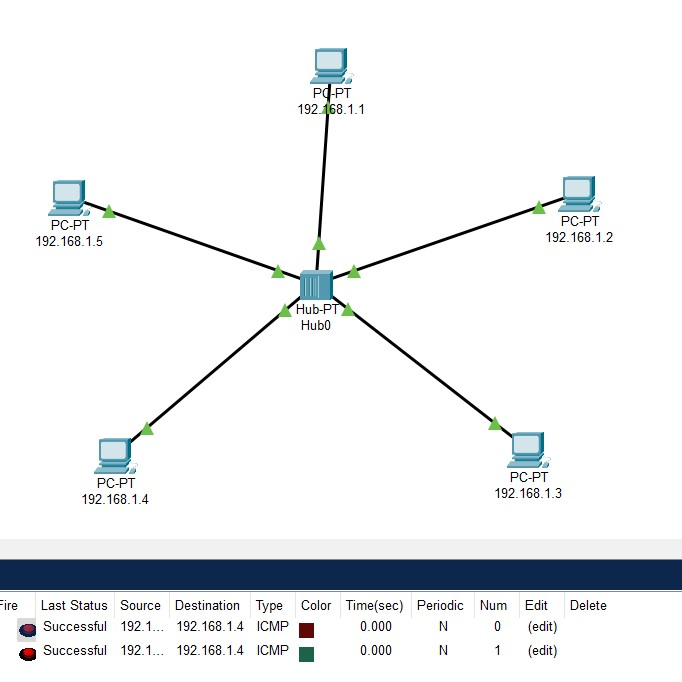 PC-PT
192.168.1.1
PC-PT
192.168.1.5
PC-PT
192.168.1.2
Hub-PT
Hub0
PC-PT
192.168.1.4
PC-PT
192.168.1.3
Fire Last Status Source Destination Type Color Time(sec) Periodic Num Edit Delete
Successful 192.1... 192.168.1.4 ICMP 0.000 N 0 (edit)
Successful 192.1... 192.168.1.4 ICMP 0.000 N 1 (edit)